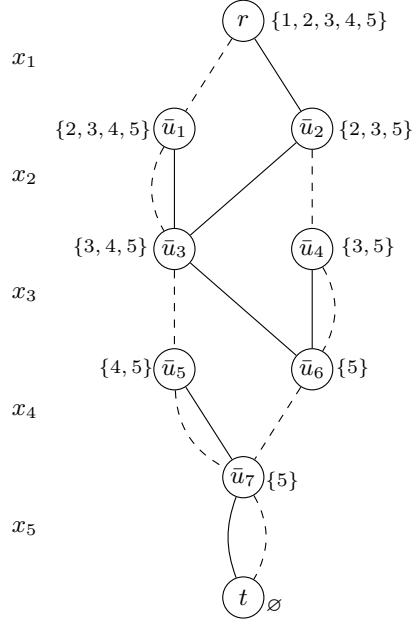 r {1, 2, 3, 4, 5}
x₁
{2, 3, 4, 5} ū₁ ū₂ {2, 3, 5}
x₂
{3, 4, 5} ū₃ ū₄ {3, 5}
x₃
{4, 5} ū₅ ū₆ {5}
x₄
ū₇ {5}
x₅
t ∅